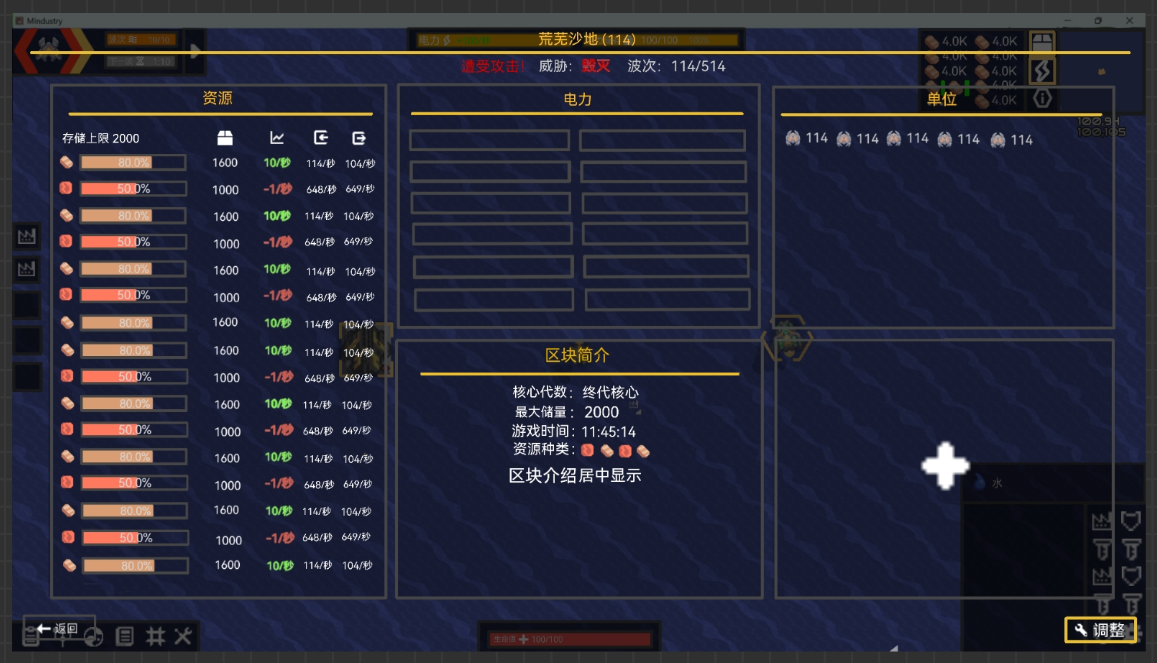 Mindustry
荒芜沙地 (114)
电力 100/100
遭受攻击! 威胁: 毁灭 波次: 114/514
4.0K 4.0K
4.0K 4.0K
4.0K 4.0K
4.0K
资源
存储上限 2000
80.0% 1600 10/秒 114/秒 104/秒
50.0% 1000 -1/秒 648/秒 649/秒
80.0% 1600 10/秒 114/秒 104/秒
50.0% 1000 -1/秒 648/秒 649/秒
80.0% 1600 10/秒 114/秒 104/秒
50.0% 1000 -1/秒 648/秒 649/秒
80.0% 1600 10/秒 114/秒 104/秒
80.0% 1600 10/秒 114/秒 104/秒
50.0% 1000 -1/秒 648/秒 649/秒
80.0% 1600 10/秒 114/秒 104/秒
50.0% 1000 -1/秒 648/秒 649/秒
80.0% 1600 10/秒 114/秒 104/秒
50.0% 1000 -1/秒 648/秒 649/秒
80.0% 1600 10/秒 114/秒 104/秒
50.0% 1000 -1/秒 648/秒 649/秒
80.0% 1600 10/秒 114/秒 104/秒
电力
单位
114 114 114 114 114
区块简介
核心代数: 终代核心
最大储量: 2000
游戏时间: 11:45:14
资源种类:
区块介绍居中显示
水
返回
100/100
调整